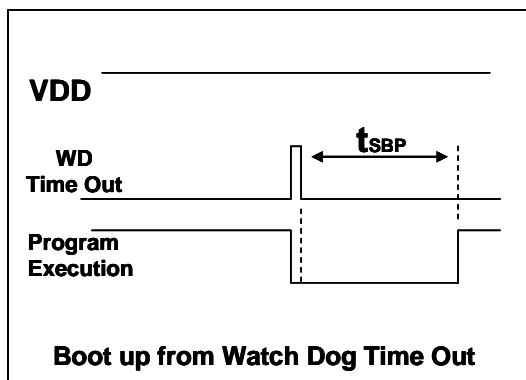 VDD
tSBP
WD
Time Out
Program
Execution
Boot up from Watch Dog Time Out